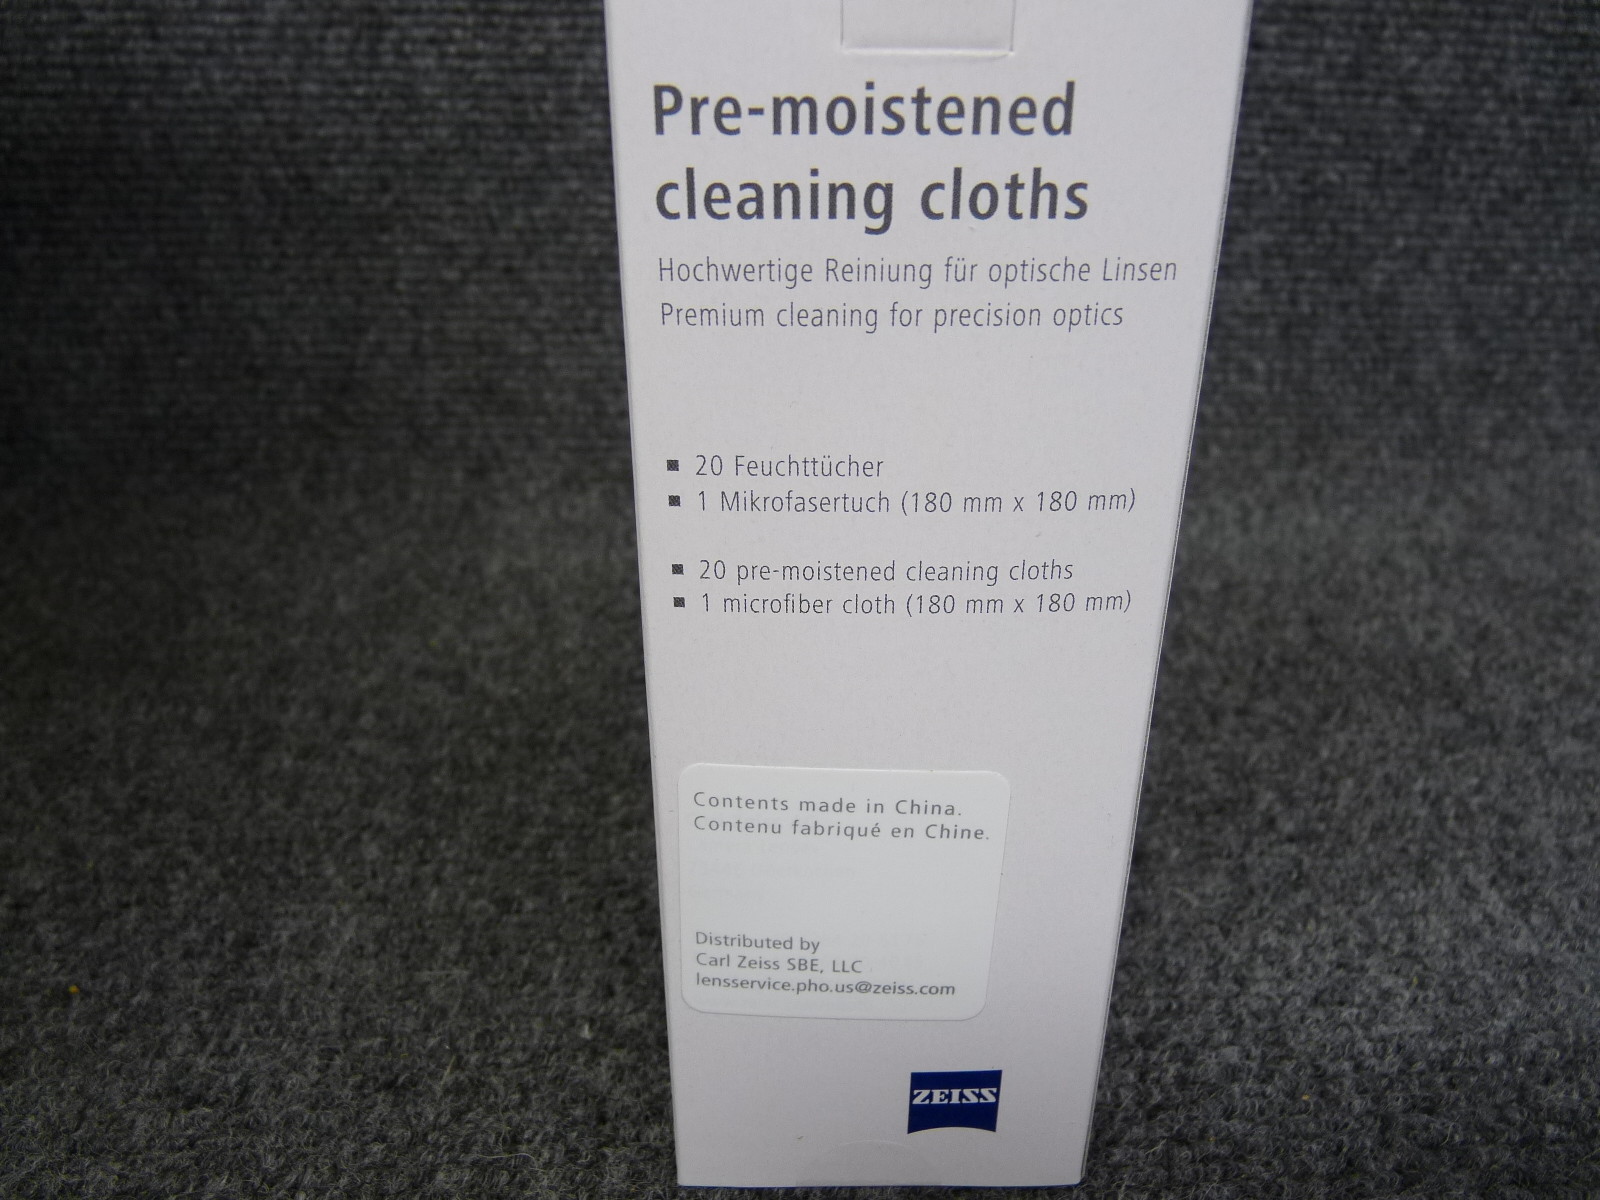 Pre-moistened
cleaning cloths
Hochwertige Reiniung für optische Linsen
Premium cleaning for precision optics
▪ 20 Feuchttücher
▪ 1 Mikrofasertuch (180 mm x 180 mm)
▪ 20 pre-moistened cleaning cloths
▪ 1 microfiber cloth (180 mm x 180 mm)
Contents made in China.
Contenu fabriqué en Chine.
Distributed by
Carl Zeiss SBE, LLC
lensservice.pho.us@zeiss.com
ZEISS